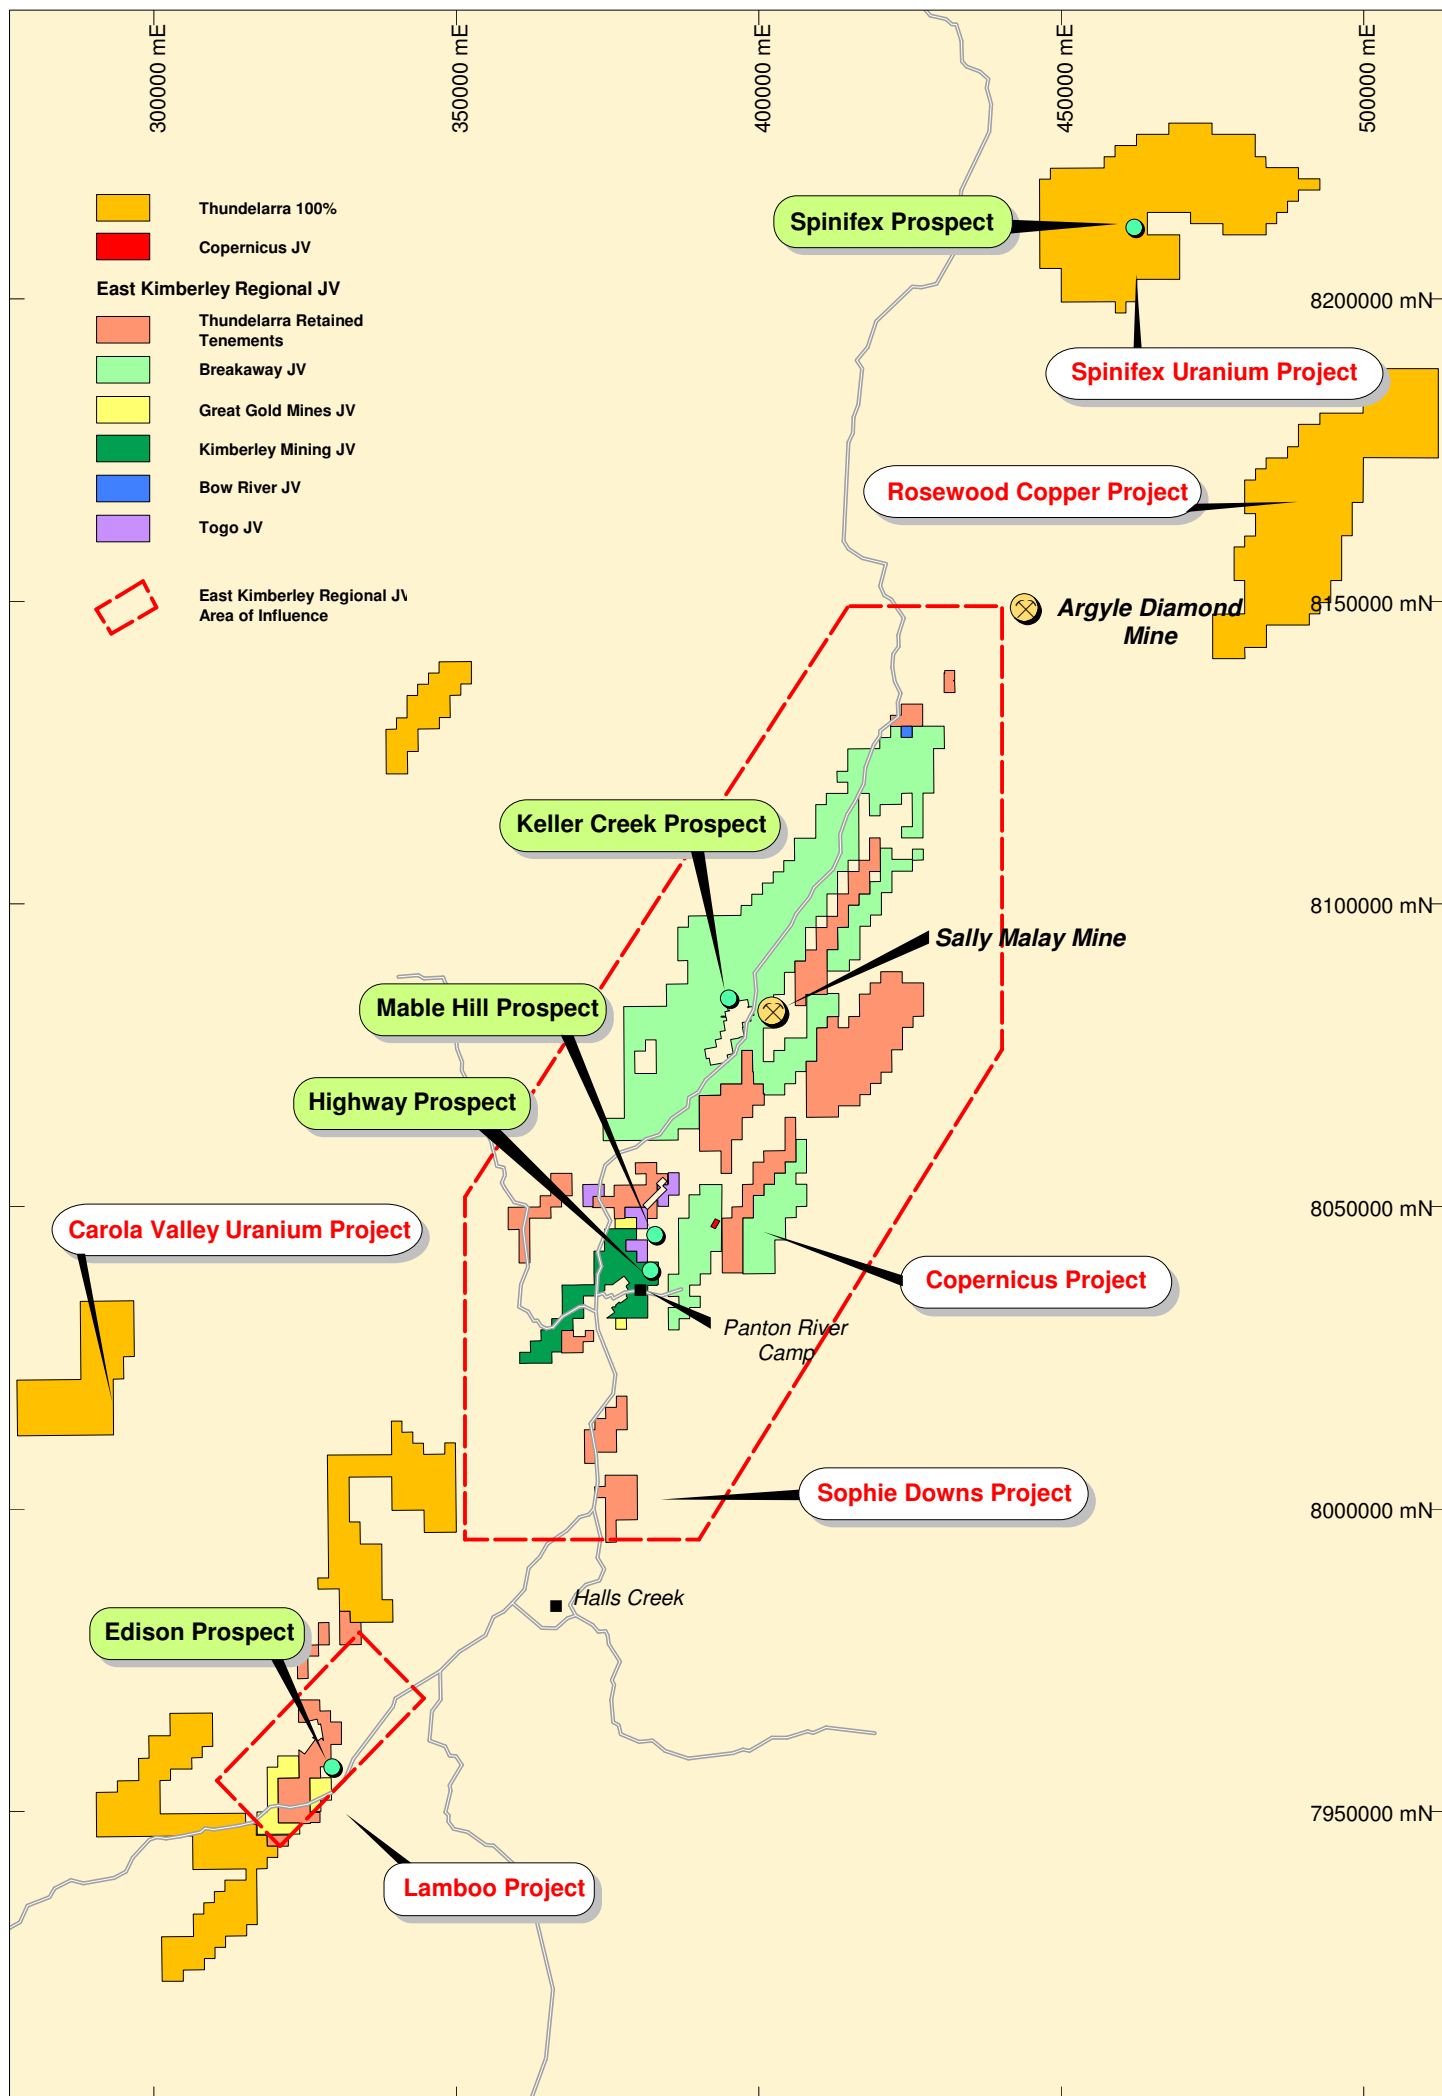 300000 mE
350000 mE
400000 mE
450000 mE
500000 mE
Thundelarra 100%
Copernicus JV
East Kimberley Regional JV
Thundelarra Retained
Tenements
Breakaway JV
Great Gold Mines JV
Kimberley Mining JV
Bow River JV
Togo JV
East Kimberley Regional JV
Area of Influence
Spinifex Prospect
8200000 mN
Spinifex Uranium Project
Rosewood Copper Project
8150000 mN
Argyle Diamond
Mine
Keller Creek Prospect
8100000 mN
Sally Malay Mine
Mable Hill Prospect
Highway Prospect
8050000 mN
Carola Valley Uranium Project
Copernicus Project
Panton River
Camp
Sophie Downs Project
8000000 mN
Halls Creek
Edison Prospect
7950000 mN
Lamboo Project